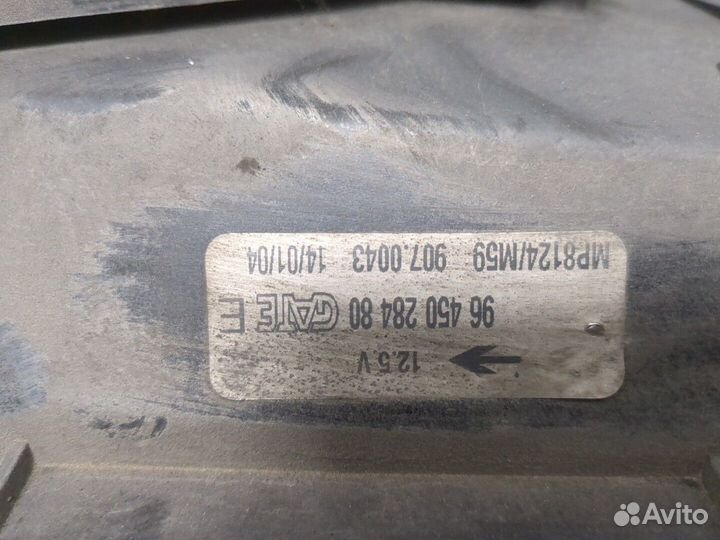 12.5 V
96 450 284 80 GATE E
MP8124/M59 907.0043 14/01/04
Avito